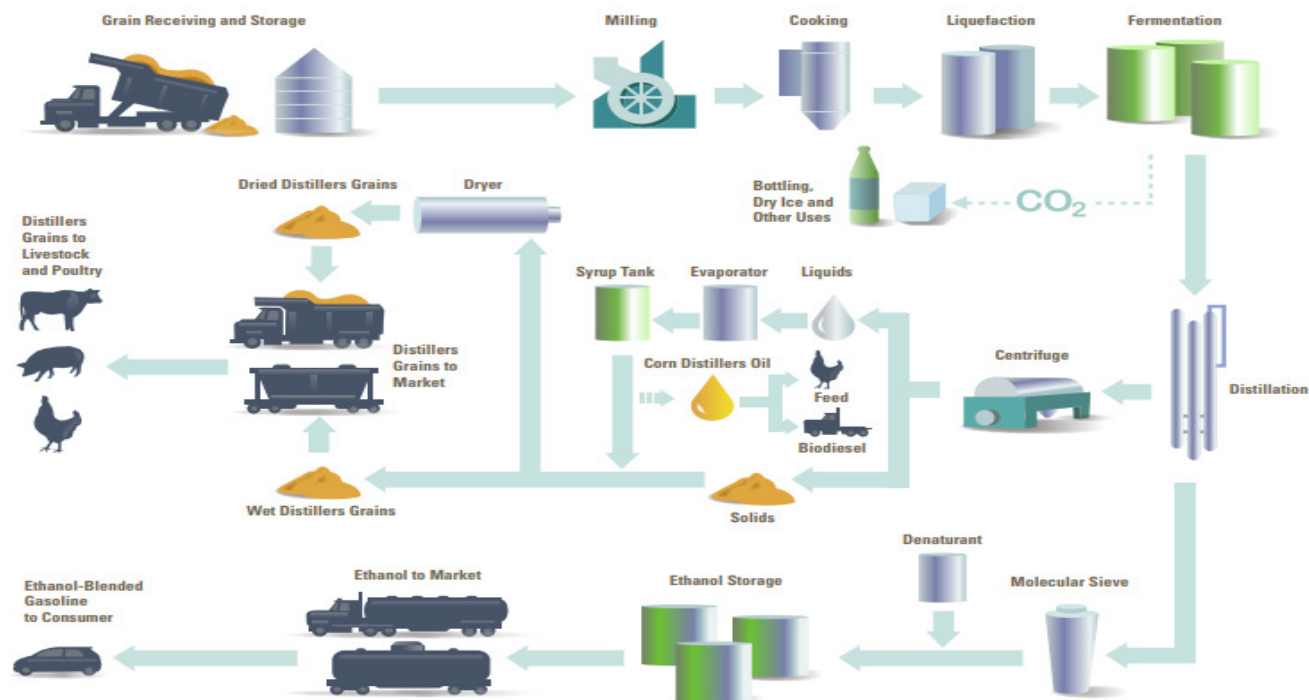 Grain Receiving and Storage
Milling
Cooking
Liquefaction
Fermentation
Dried Distillers Grains
Dryer
Bottling,
Dry Ice and
Other Uses
CO₂
Distillers
Grains to
Livestock
and Poultry
Syrup Tank
Evaporator
Liquids
Distillers
Grains to
Market
Corn Distillers Oil
Feed
Biodiesel
Centrifuge
Distillation
Wet Distillers Grains
Solids
Denaturant
Ethanol-Blended
Gasoline
to Consumer
Ethanol to Market
Ethanol Storage
Molecular Sieve